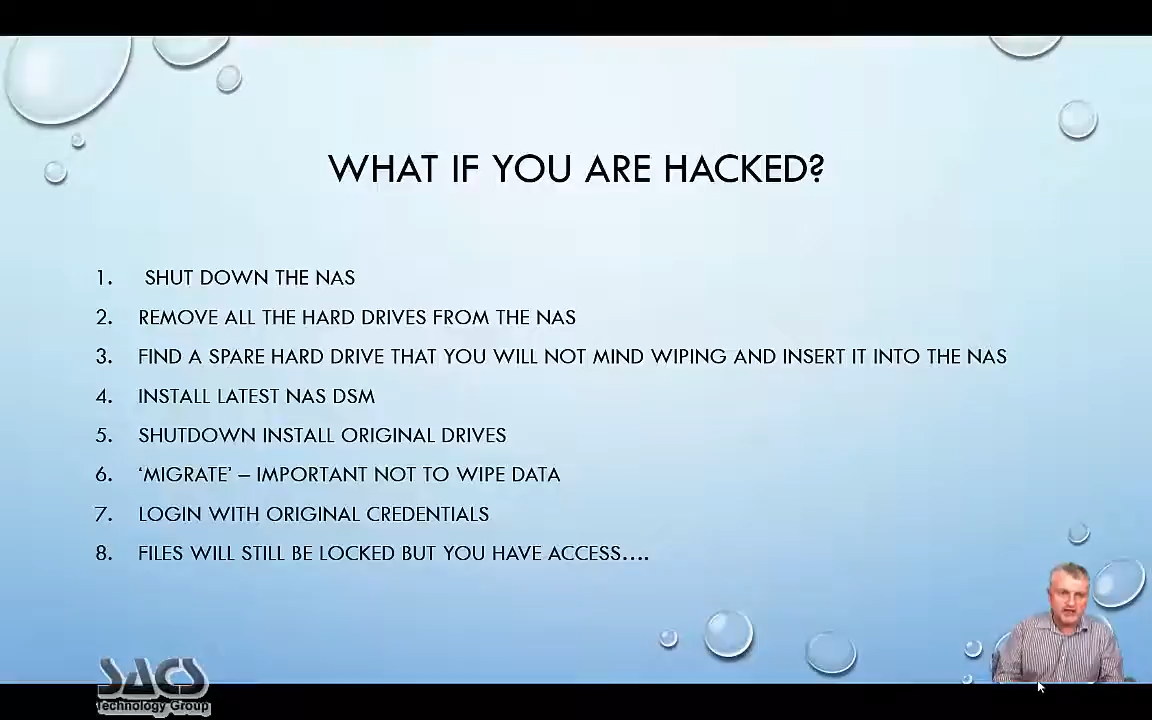 WHAT IF YOU ARE HACKED?
1. SHUT DOWN THE NAS
2. REMOVE ALL THE HARD DRIVES FROM THE NAS
3. FIND A SPARE HARD DRIVE THAT YOU WILL NOT MIND WIPING AND INSERT IT INTO THE NAS
4. INSTALL LATEST NAS DSM
5. SHUTDOWN INSTALL ORIGINAL DRIVES
6. ‘MIGRATE’ – IMPORTANT NOT TO WIPE DATA
7. LOGIN WITH ORIGINAL CREDENTIALS
8. FILES WILL STILL BE LOCKED BUT YOU HAVE ACCESS….
SACS
Technology Group